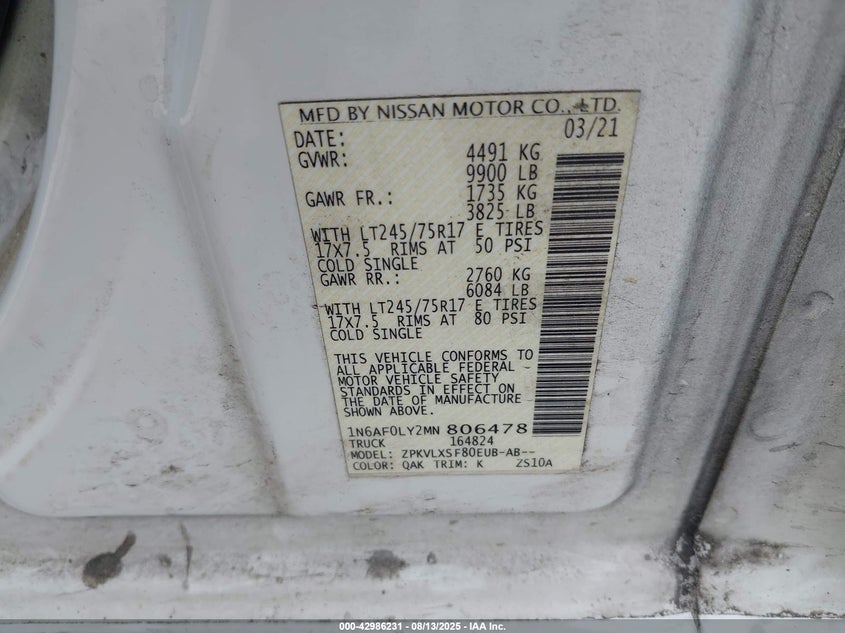 MFD BY NISSAN MOTOR CO., LTD.
DATE: 03/21
GVWR: 4491 KG
9900 LB
GAWR FR.: 1735 KG
3825 LB
WITH LT245/75R17 E TIRES
17X7.5 RIMS AT 50 PSI
COLD SINGLE
GAWR RR.: 2760 KG
6084 LB
WITH LT245/75R17 E TIRES
17X7.5 RIMS AT 80 PSI
COLD SINGLE
THIS VEHICLE CONFORMS TO
ALL APPLICABLE FEDERAL
MOTOR VEHICLE SAFETY
STANDARDS IN EFFECT ON
THE DATE OF MANUFACTURE
SHOWN ABOVE.
1N6AF0LY2MN 806478
TRUCK 164824
MODEL: ZPKVLXSF80EUB-AB--
COLOR: QAK TRIM: K ZS10A
000-42986231 - 08/13/2025 - IAA Inc.